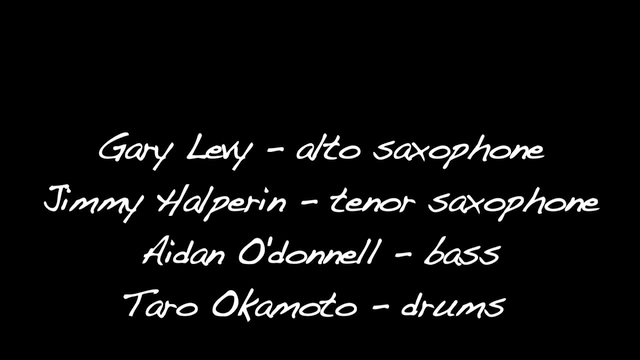 Gary Levy - alto saxophone
Jimmy Halperin - tenor saxophone
Aidan O'donnell - bass
Taro Okamoto - drums